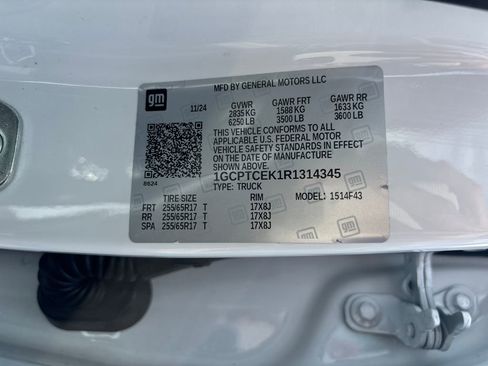 MFD BY GENERAL MOTORS LLC
gm
11/24 GVWR GAWR FRT GAWR RR
2835 KG 1588 KG 1633 KG
6250 LB 3500 LB 3600 LB
THIS VEHICLE CONFORMS TO ALL
APPLICABLE U.S. FEDERAL MOTOR
VEHICLE SAFETY STANDARDS IN
EFFECT ON THE DATE OF
MANUFACTURE SHOWN ABOVE.
8624 1GCPTCEK1R1314345
TYPE: TRUCK
TIRE SIZE RIM MODEL: 1514F43
FRT 255/65R17 T 17X8J
RR 255/65R17 T 17X8J
SPA 255/65R17 T 17X8J